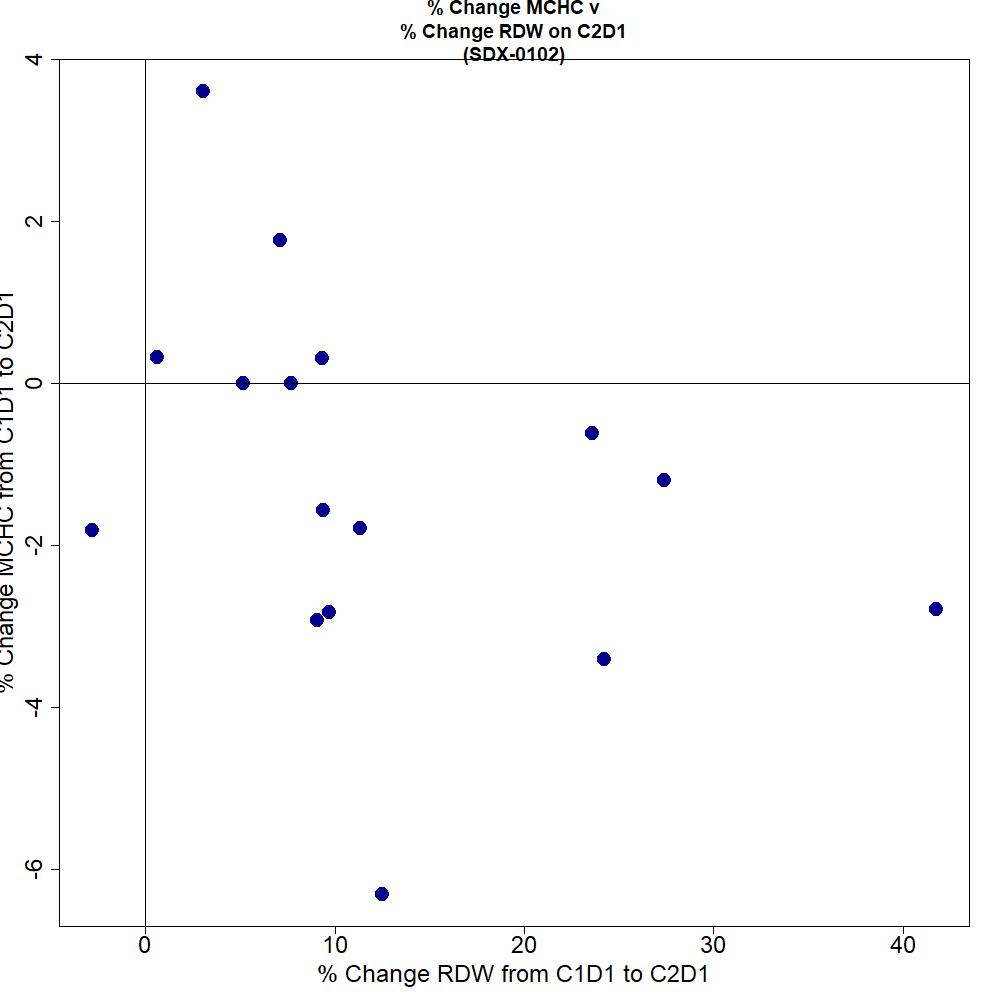 % Change MCHC v
% Change RDW on C2D1
(SDX-0102)
4
2
0
-2
-4
-6
% Change MCHC from C1D1 to C2D1
0 10 20 30 40
% Change RDW from C1D1 to C2D1